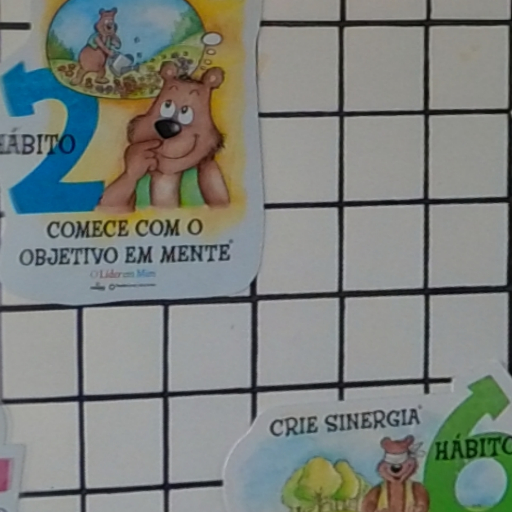 2
HÁBITO
COMECE COM O
OBJETIVO EM MENTE®
O Líder em Mim
CRIE SINERGIA®
HÁBITO
6